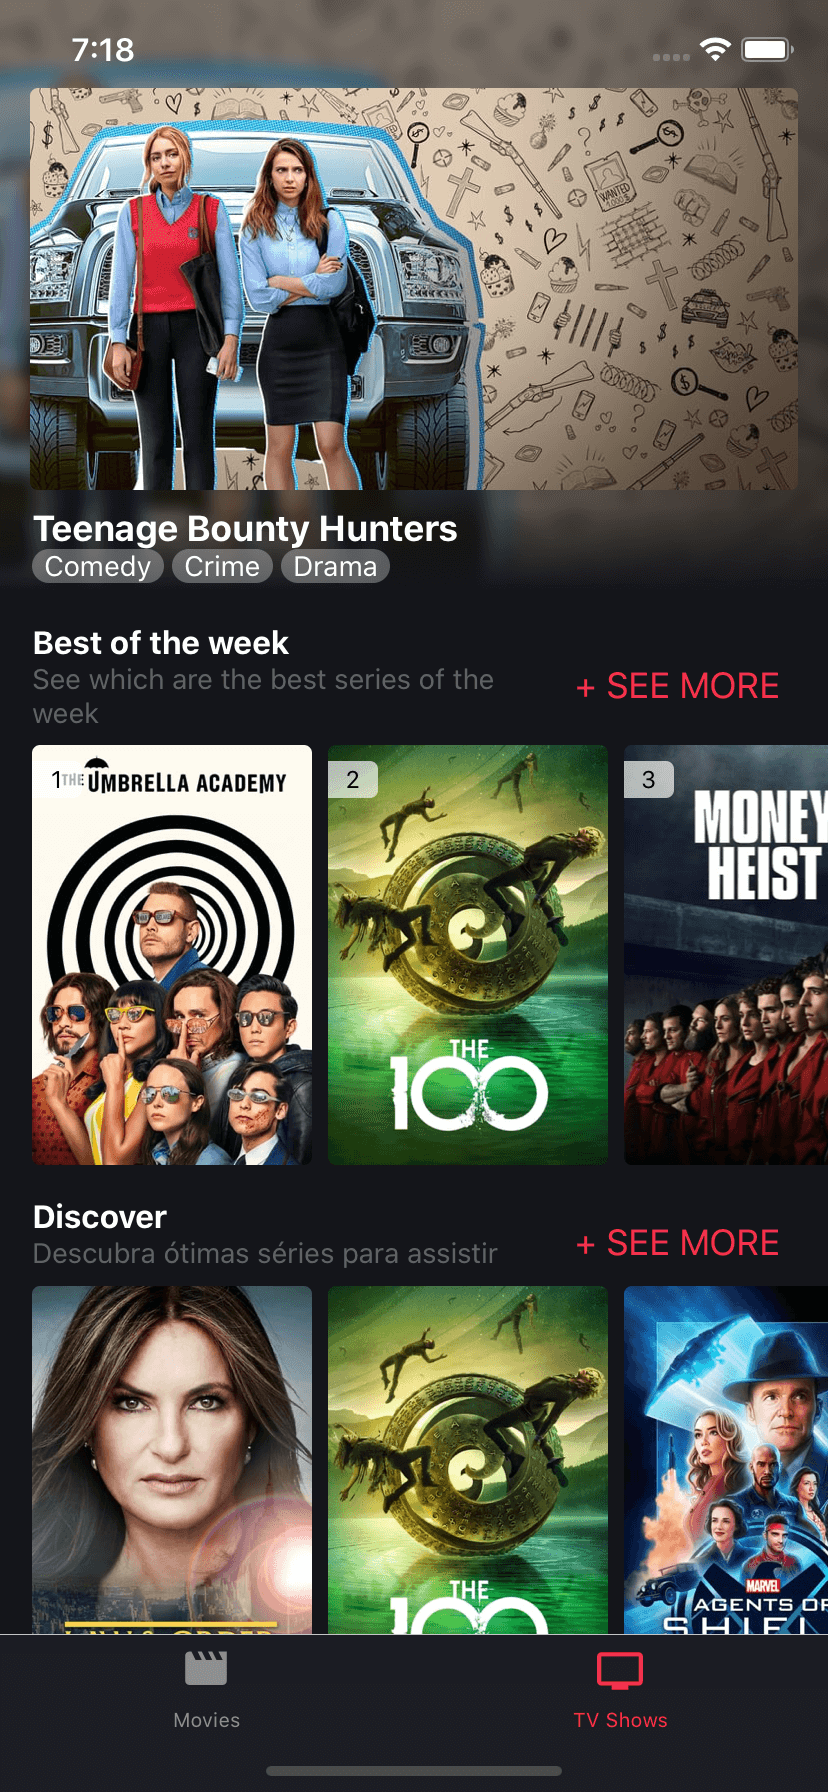 7:18
WANTED
Teenage Bounty Hunters
Comedy Crime Drama
Best of the week
See which are the best series of the
week
+ SEE MORE
1
THE UMBRELLA ACADEMY
2
THE
100
3
MONEY
HEIST
Discover
Descubra ótimas séries para assistir
+ SEE MORE
THE
100
MARVEL
AGENTS OF
SHIEL
Movies
TV Shows